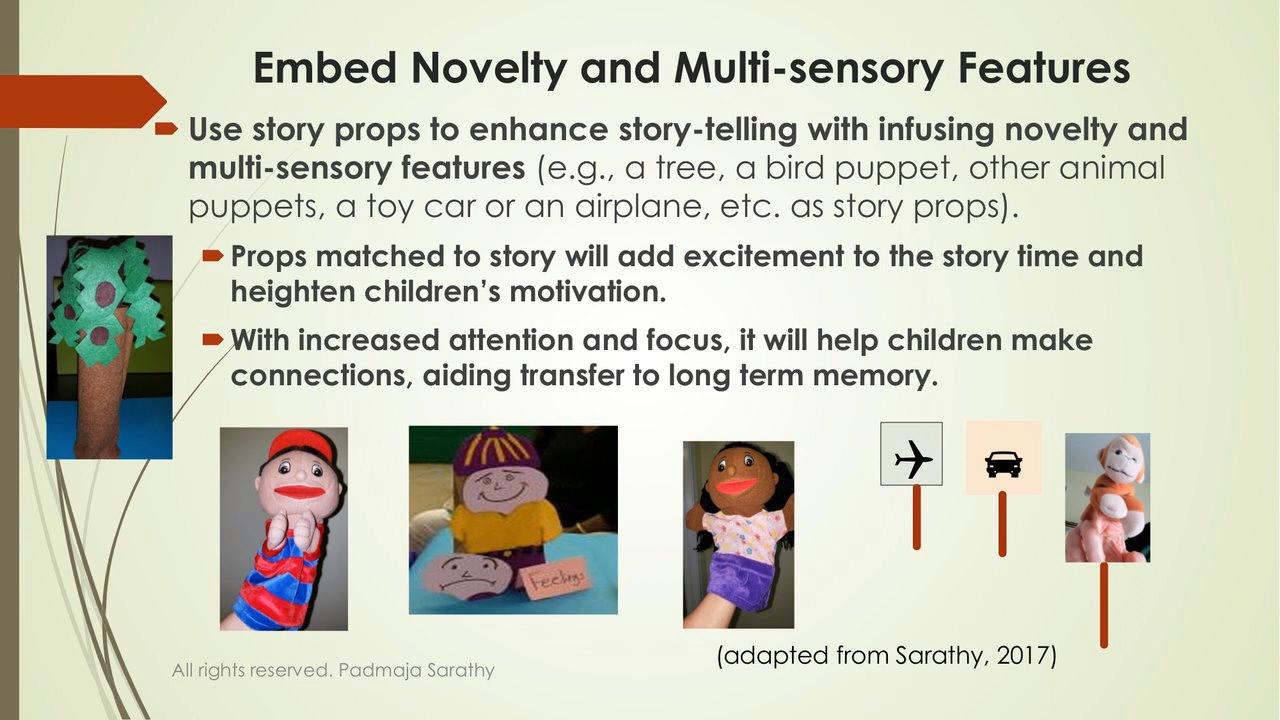 Embed Novelty and Multi-sensory Features
Use story props to enhance story-telling with infusing novelty and
multi-sensory features (e.g., a tree, a bird puppet, other animal
puppets, a toy car or an airplane, etc. as story props).
Props matched to story will add excitement to the story time and
heighten children’s motivation.
With increased attention and focus, it will help children make
connections, aiding transfer to long term memory.
Feelings
(adapted from Sarathy, 2017)
All rights reserved. Padmaja Sarathy